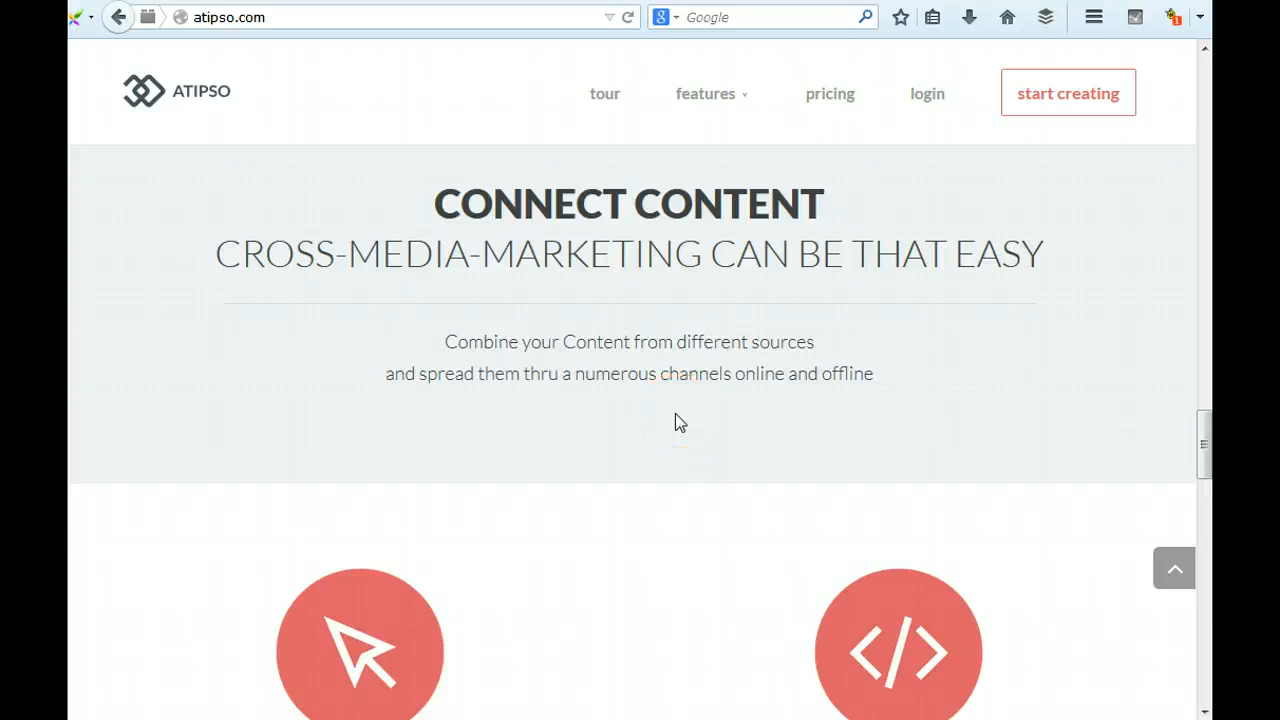 atipso.com
Google
1
ATIPSO
tour
features
pricing
login
start creating
CONNECT CONTENT
CROSS-MEDIA-MARKETING CAN BE THAT EASY
Combine your Content from different sources
and spread them thru a numerous channels online and offline